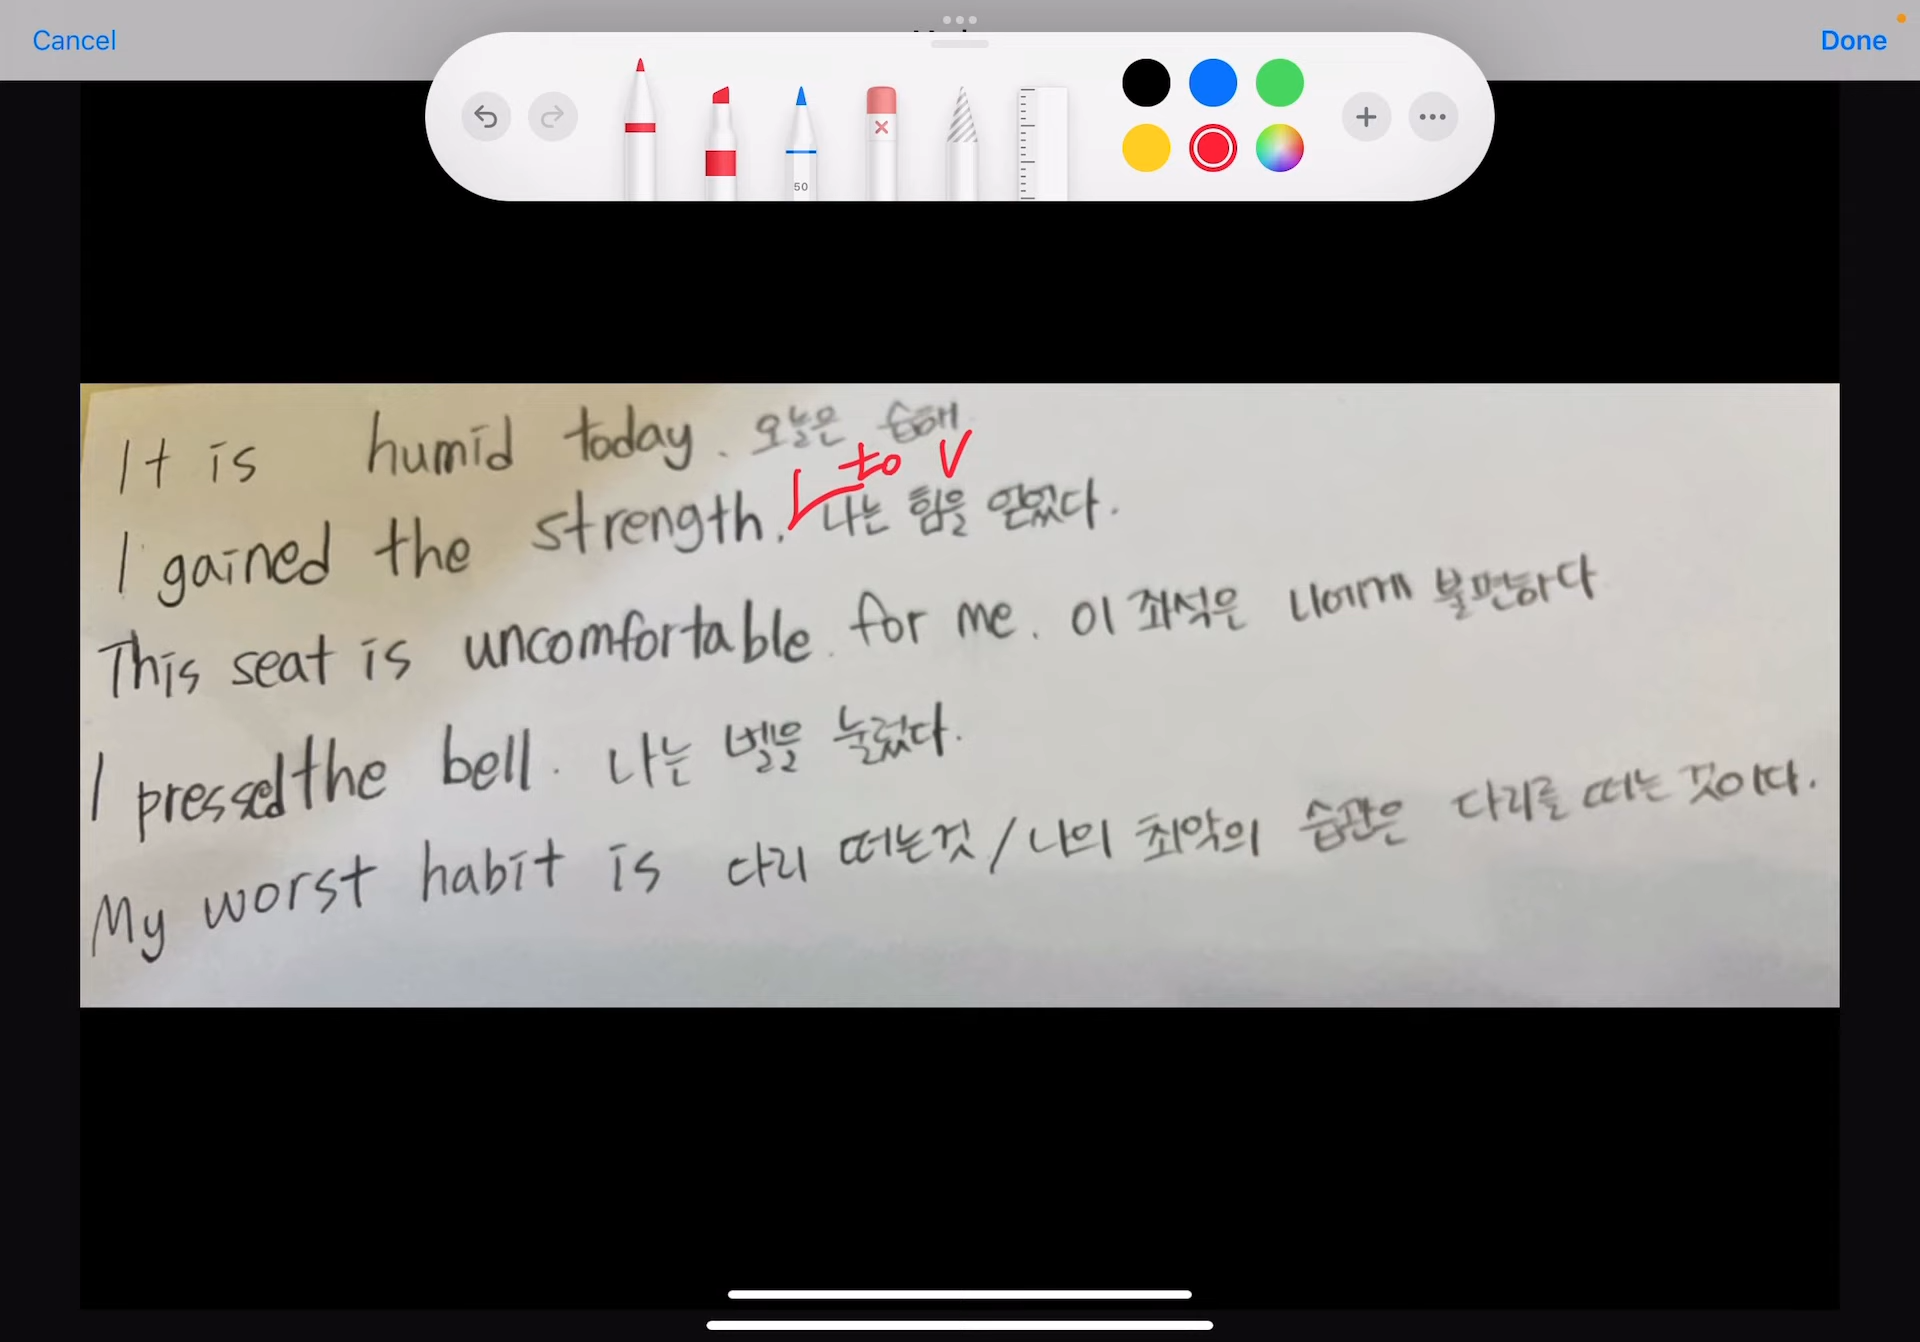 Cancel
Done
50
It is humid today. 오늘은 습해
to V
I gained the strength. 나는 힘을 얻었다.
This seat is uncomfortable for me. 이 좌석은 나에게 불편하다
I pressed the bell. 나는 벨을 눌렀다.
My worst habit is 다리 떠는것 / 나의 최악의 습관은 다리를 떠는 것이다.